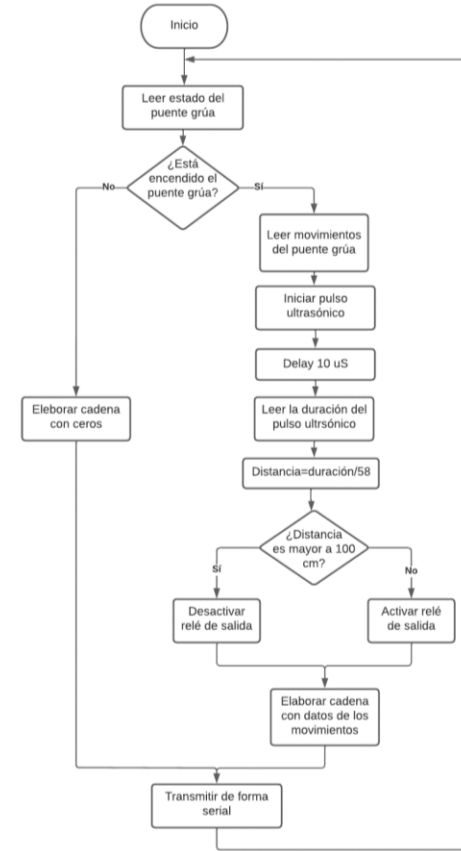 Inicio
Leer estado del
puente grúa
¿Está
encendido el
puente grúa?
No
Sí
Leer movimientos
del puente grúa
Iniciar pulso
ultrasónico
Delay 10 uS
Eleborar cadena
con ceros
Leer la duración del
pulso ultrsónico
Distancia=duración/58
¿Distancia
es mayor a 100
cm?
Sí
No
Desactivar
relé de salida
Activar relé
de salida
Elaborar cadena
con datos de los
movimientos
Transmitir de forma
serial